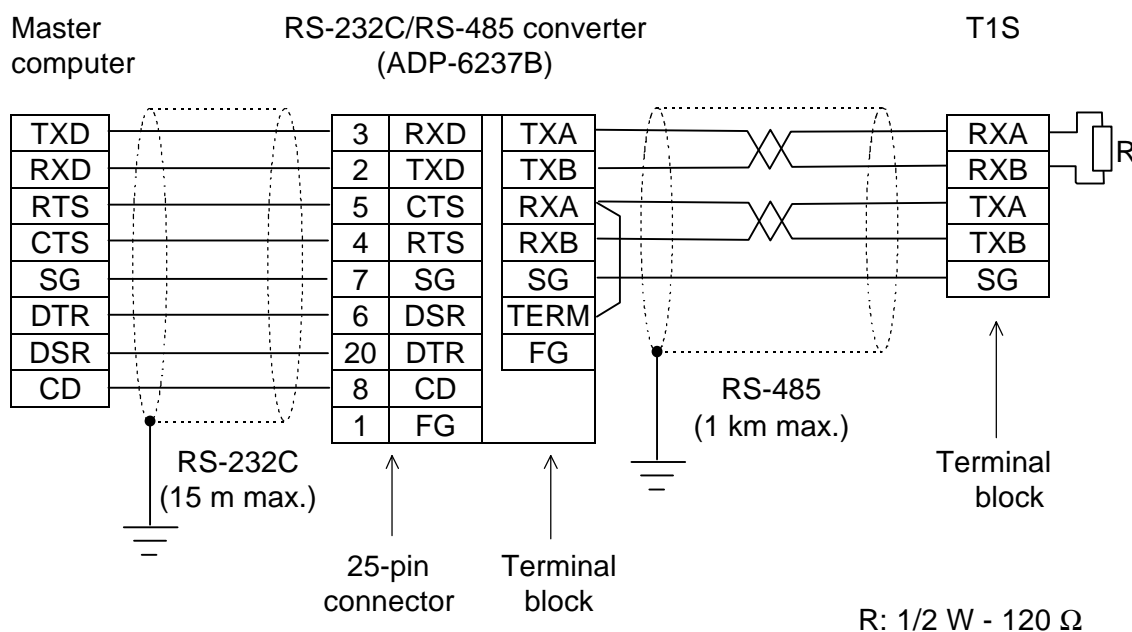 Master
computer
RS-232C/RS-485 converter
(ADP-6237B)
T1S
TXD 3 RXD TXA RXA
RXD 2 TXD TXB RXB
R
RTS 5 CTS RXA TXA
CTS 4 RTS RXB TXB
SG 7 SG SG SG
DTR 6 DSR TERM
DSR 20 DTR FG
CD 8 CD
1 FG
RS-232C
(15 m max.)
RS-485
(1 km max.)
Terminal
block
25-pin
connector
Terminal
block
R: 1/2 W - 120 Ω